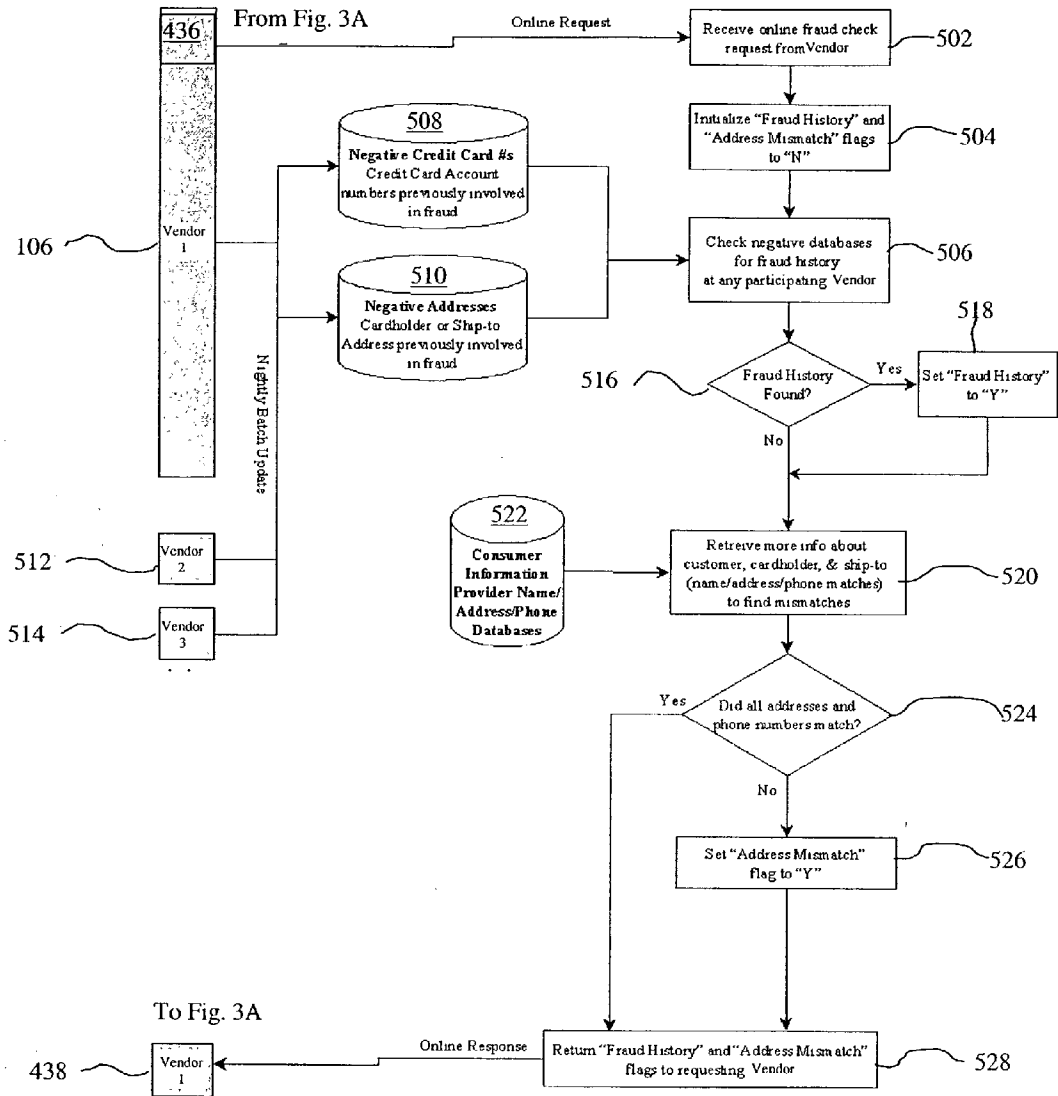 436
From Fig. 3A
Online Request
Receive online fraud check
request from Vendor
502
Initialize “Fraud History” and
“Address Mismatch” flags
to “N”
504
508
Negative Credit Card #s
Credit Card Account
numbers previously involved
in fraud
106
Vendor
1
Check negative databases
for fraud history
at any participating Vendor
506
510
Negative Addresses
Cardholder or Ship-to
Address previously involved
in fraud
Nightly Batch Update
516
Fraud History
Found?
Yes
518
Set “Fraud History”
to “Y”
No
522
Consumer
Information
Provider Name/
Address/Phone
Databases
Retreive more info about
customer, cardholder, & ship-to
(name/address/phone matches)
to find mismatches
520
512
Vendor
2
514
Vendor
3
Yes
Did all addresses and
phone numbers match?
524
No
Set “Address Mismatch”
flag to “Y”
526
To Fig. 3A
438
Vendor
1
Online Response
Return “Fraud History” and “Address Mismatch”
flags to requesting Vendor
528